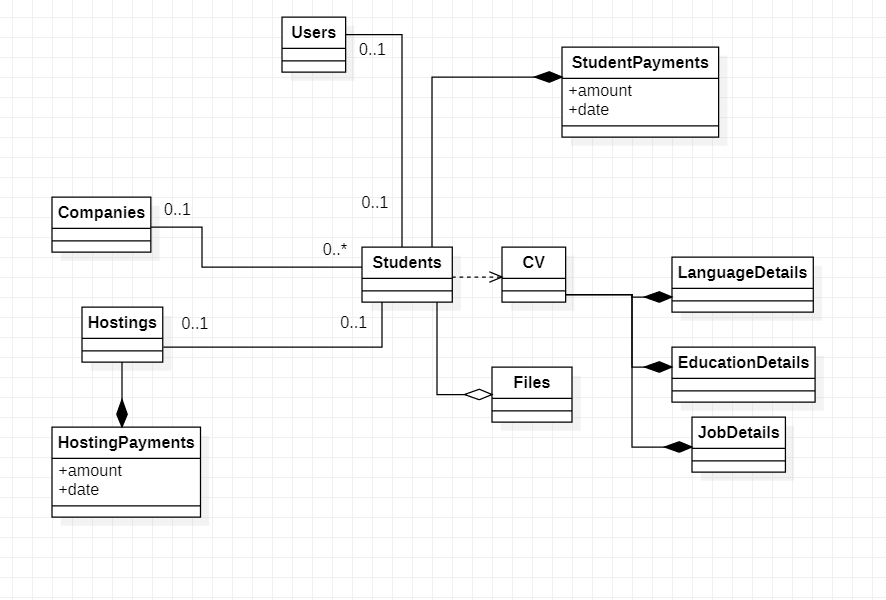 Users
0..1
StudentPayments
+amount
+date
0..1
Companies
0..1
0..*
Students
CV
LanguageDetails
Hostings
0..1
0..1
EducationDetails
Files
JobDetails
HostingPayments
+amount
+date